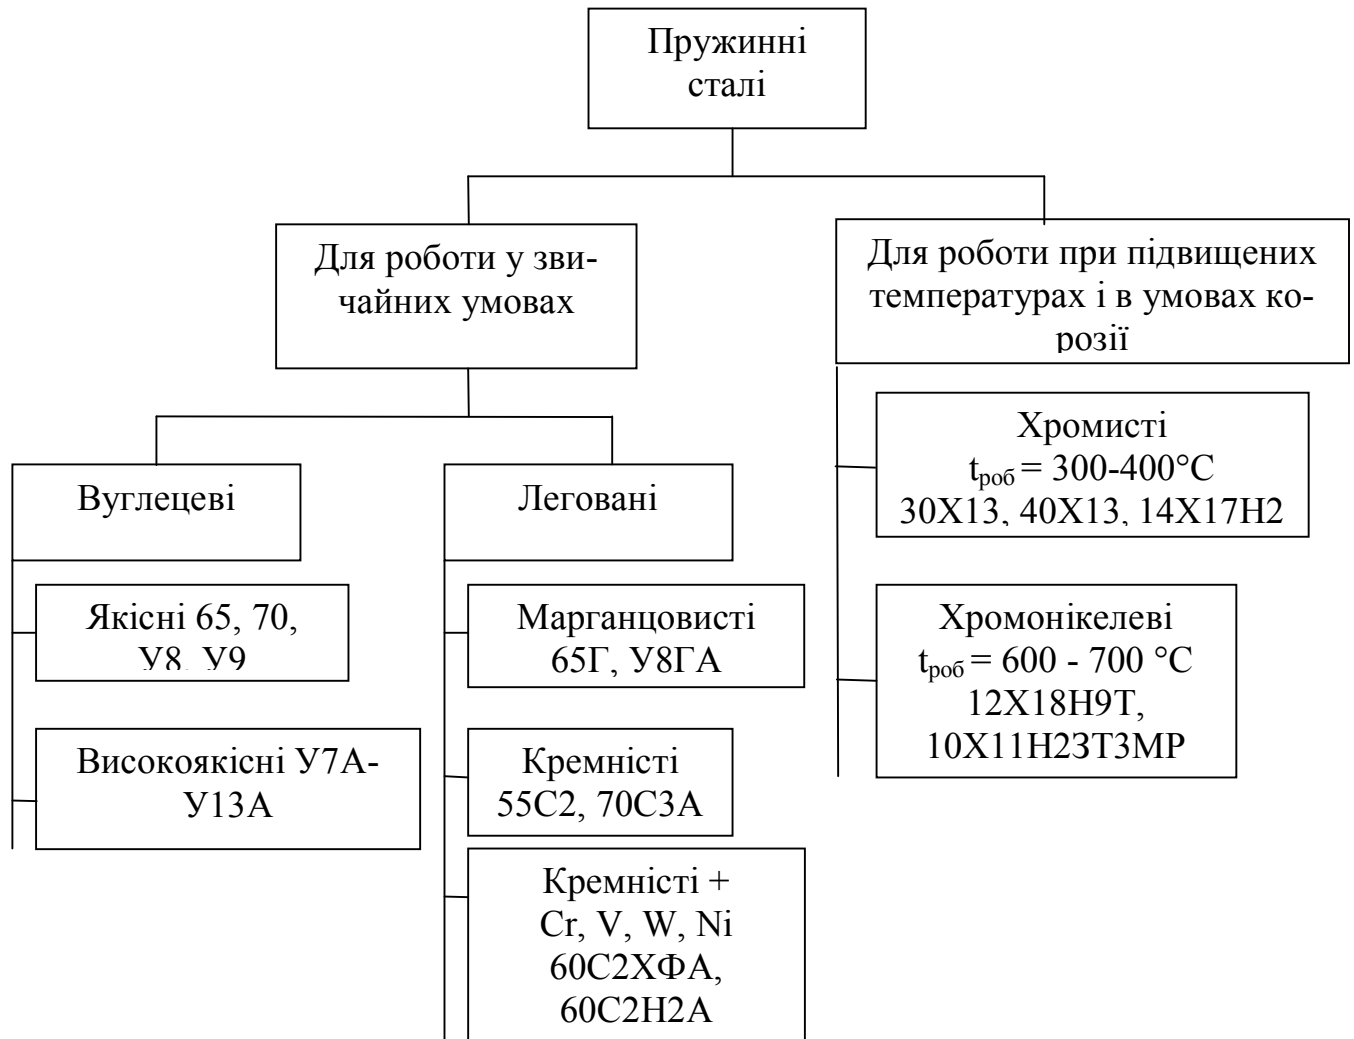 Пружинні
сталі
Для роботи у зви-
чайних умовах
Для роботи при підвищених
температурах і в умовах ко-
розії
Вуглецеві
Якісні 65, 70,
У8, У9
Високоякісні У7А-
У13А
Леговані
Марганцовисті
65Г, У8ГА
Кремністі
55С2, 70С3А
Кремністі +
Cr, V, W, Ni
60С2ХФА,
60С2Н2А
Хромисті
tроб = 300-400°С
30Х13, 40Х13, 14Х17Н2
Хромонікелеві
tроб = 600 - 700 °С
12Х18Н9Т,
10Х11Н23Т3МР